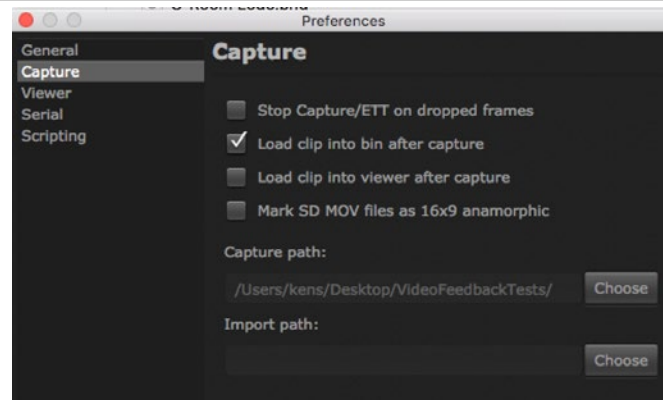 Preferences
General
Capture
Viewer
Serial
Scripting
Capture
Stop Capture/ETT on dropped frames
Load clip into bin after capture
Load clip into viewer after capture
Mark SD MOV files as 16x9 anamorphic
Capture path:
/Users/kens/Desktop/VideoFeedbackTests/
Choose
Import path:
Choose